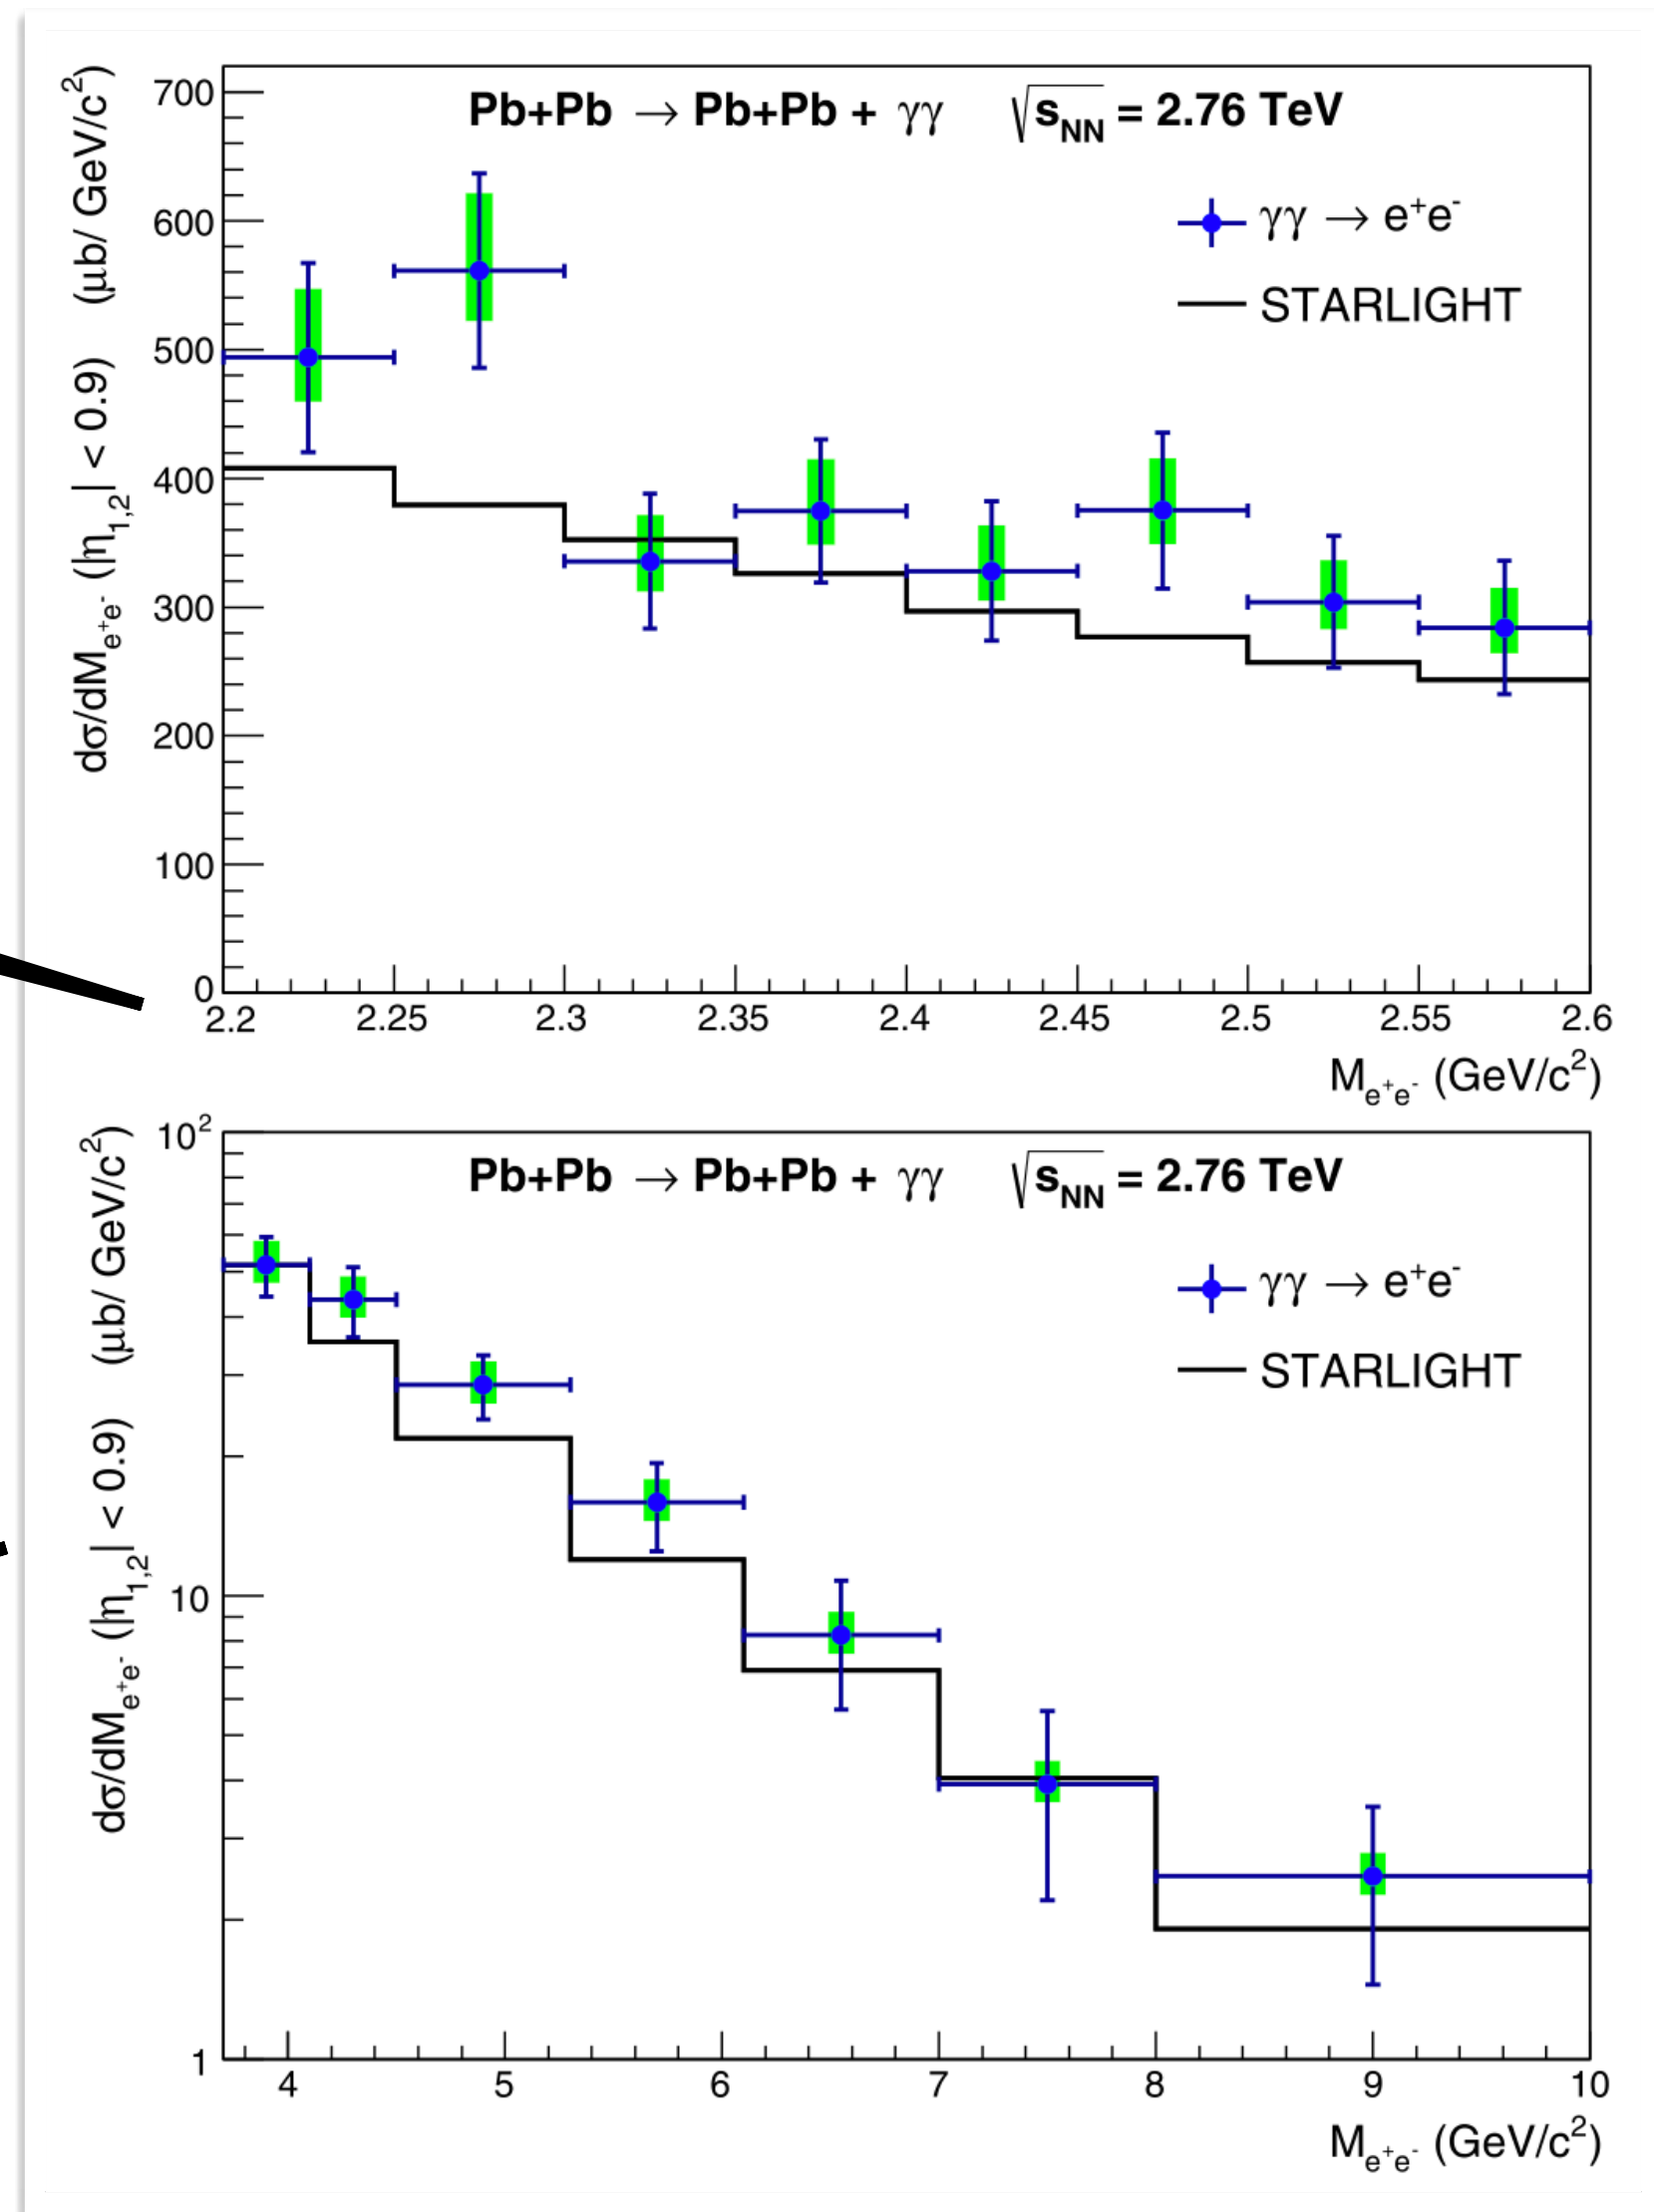 Pb+Pb → Pb+Pb + γγ √s_NN = 2.76 TeV
γγ → e⁺e⁻
STARLIGHT
dσ/dM_e⁺e⁻ (|η_1,2| < 0.9) (μb/ GeV/c²)
700
600
500
400
300
200
100
0
2.2 2.25 2.3 2.35 2.4 2.45 2.5 2.55 2.6
M_e⁺e⁻ (GeV/c²)
Pb+Pb → Pb+Pb + γγ √s_NN = 2.76 TeV
γγ → e⁺e⁻
STARLIGHT
dσ/dM_e⁺e⁻ (|η_1,2| < 0.9) (μb/ GeV/c²)
10²
10
1
4 5 6 7 8 9 10
M_e⁺e⁻ (GeV/c²)